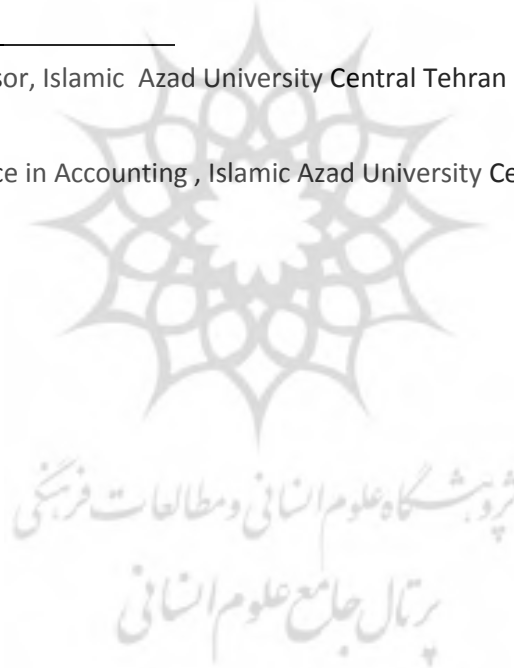 sor, Islamic Azad University Central Tehran
ce in Accounting , Islamic Azad University Ce
پژوهشگاه علوم انسانی و مطالعات فرهنگی
پرتال جامع علوم انسانی